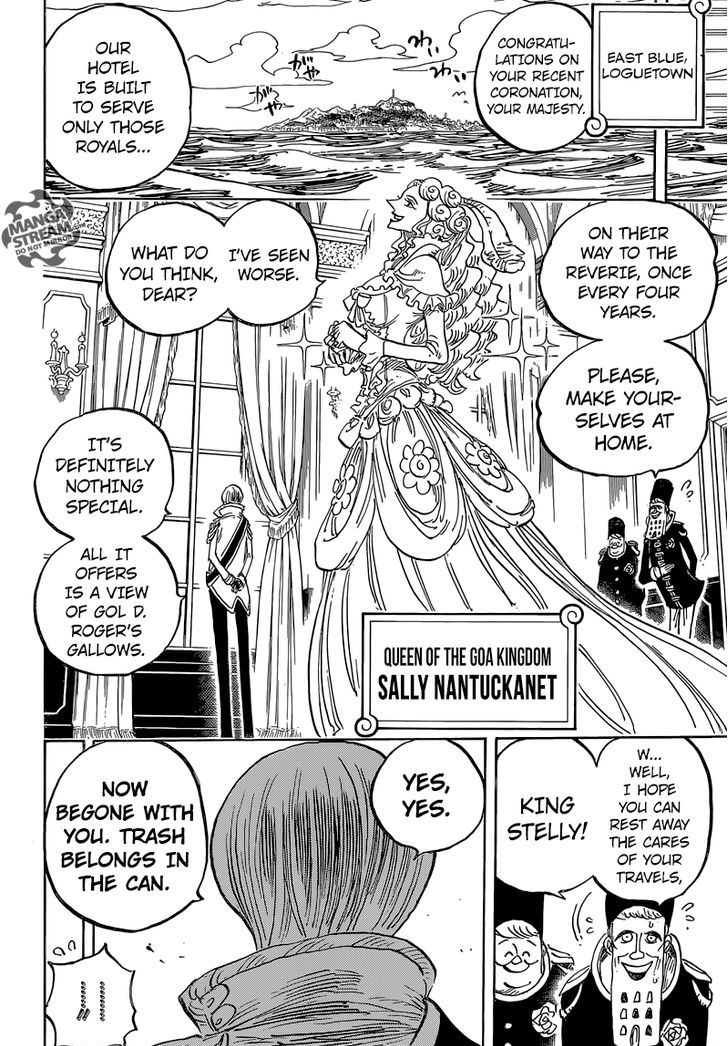 EAST BLUE,
LOGUETOWN
CONGRATU-
LATIONS ON
YOUR RECENT
CORONATION,
YOUR MAJESTY.
OUR
HOTEL
IS BUILT
TO SERVE
ONLY THOSE
ROYALS...
ON THEIR
WAY TO THE
REVERIE, ONCE
EVERY FOUR
YEARS.
PLEASE,
MAKE YOUR-
SELVES AT
HOME.
I'VE SEEN
WORSE.
WHAT DO
YOU THINK,
DEAR?
IT'S
DEFINITELY
NOTHING
SPECIAL.
ALL IT
OFFERS
IS A VIEW
OF GOL D.
ROGER'S
GALLOWS.
QUEEN OF THE GOA KINGDOM
SALLY NANTUCKANET
MANGA
STREAM
DO NOT MIRROR
W...
WELL,
I HOPE
YOU CAN
REST AWAY
THE CARES
OF YOUR
TRAVELS,
KING
STELLY!
YES,
YES.
NOW
BEGONE WITH
YOU. TRASH
BELONGS IN
THE CAN.